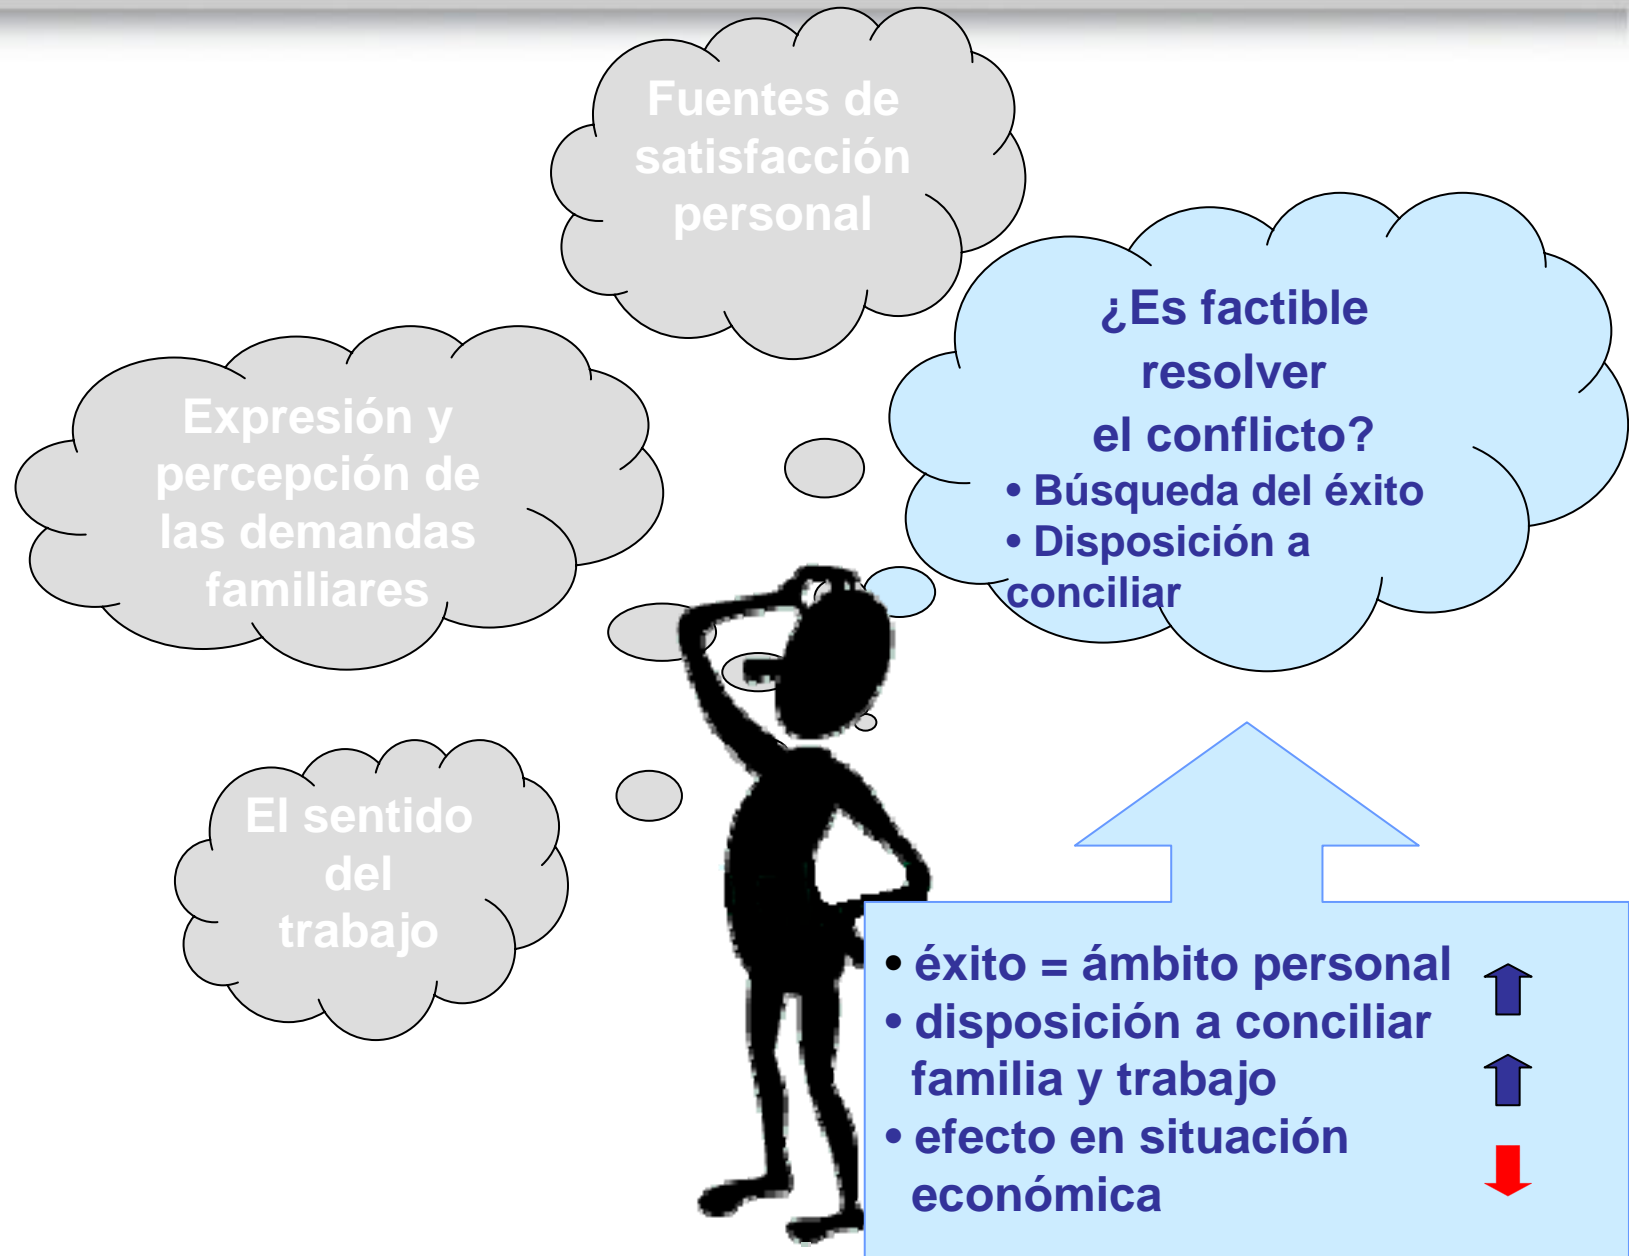 Fuentes de
satisfacción
personal
¿Es factible
resolver
el conflicto?
• Búsqueda del éxito
• Disposición a
conciliar
Expresión y
percepción de
las demandas
familiares
El sentido
del
trabajo
• éxito = ámbito personal
• disposición a conciliar
familia y trabajo
• efecto en situación
económica